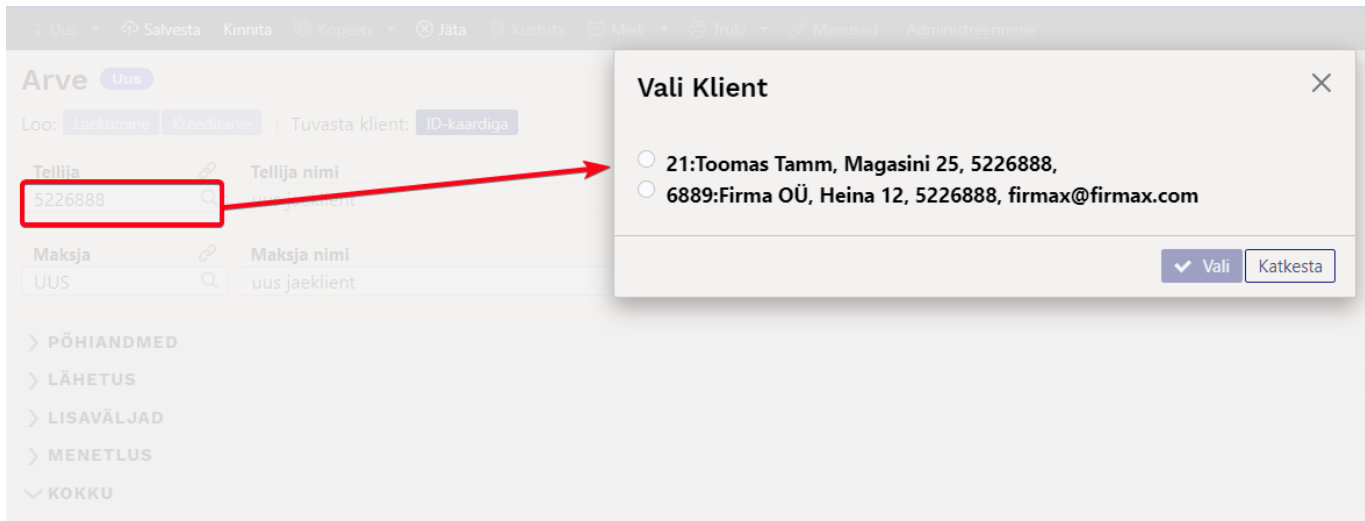 Uus Salvesta Kinnita Kopeeri Jäta Kustuta Meili Trüki Manused Administreerimine
Arve Uus
Loo: Laekumine Kreeditarve Tuvasta klient: ID-kaardiga
Tellija Tellija nimi
5226888 uus jaeklient
Maksja Maksja nimi
UUS uus jaeklient
PÕHIANDMED
LÄHETUS
LISAVÄLJAD
MENETLUS
KOKKU
Vali Klient
21:Toomas Tamm, Magasini 25, 5226888,
6889:Firma OÜ, Heina 12, 5226888, firmax@firmax.com
Vali Katkesta